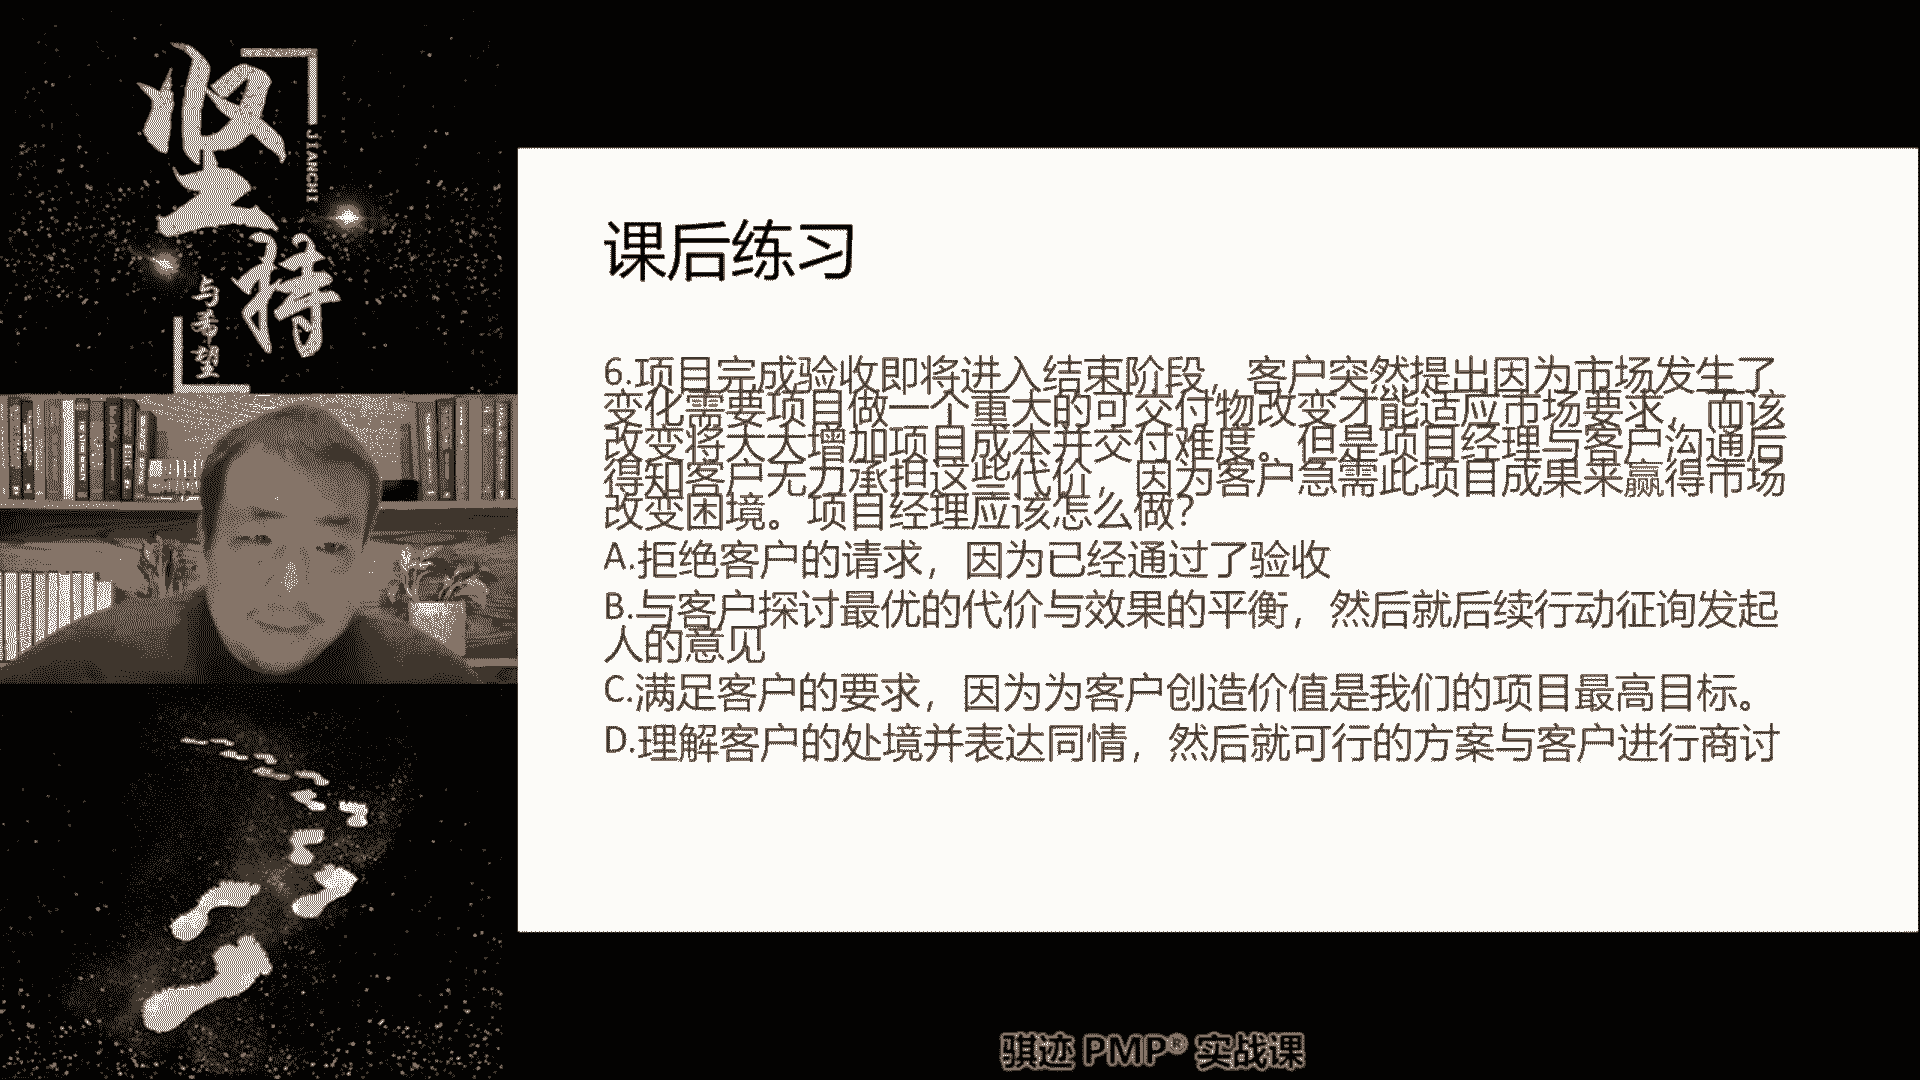 坚持
JIANCHI
与希望
课后练习
6.项目完成验收即将进入结束阶段，客户突然提出因为市场发生了
变化需要项目做一个重大的可交付物改变才能适应市场要求，而该
改变将大大增加项目成本并交付难度。但是项目经理与客户沟通后
得知客户无力承担这些代价，因为客户急需此项目成果来赢得市场
改变困境。项目经理应该怎么做？
A.拒绝客户的请求，因为已经通过了验收
B.与客户探讨最优的代价与效果的平衡，然后就后续行动征询发起
人的意见
C.满足客户的要求，因为为客户创造价值是我们的项目最高目标。
D.理解客户的处境并表达同情，然后就可行的方案与客户进行商讨
骐迹 PMP® 实战课